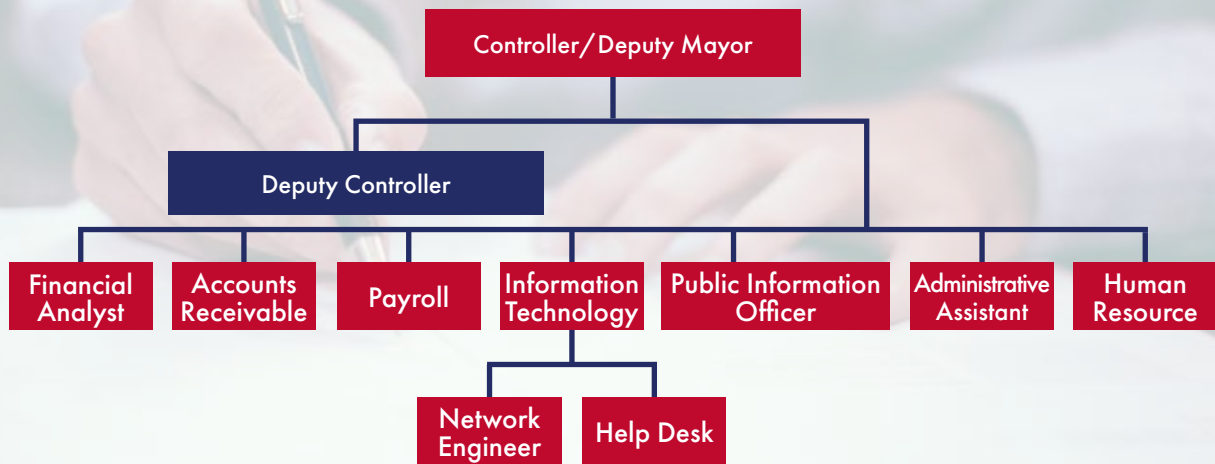 Controller/Deputy Mayor
Deputy Controller
Financial
Analyst
Accounts
Receivable
Payroll
Information
Technology
Public Information
Officer
Administrative
Assistant
Human
Resource
Network
Engineer
Help Desk